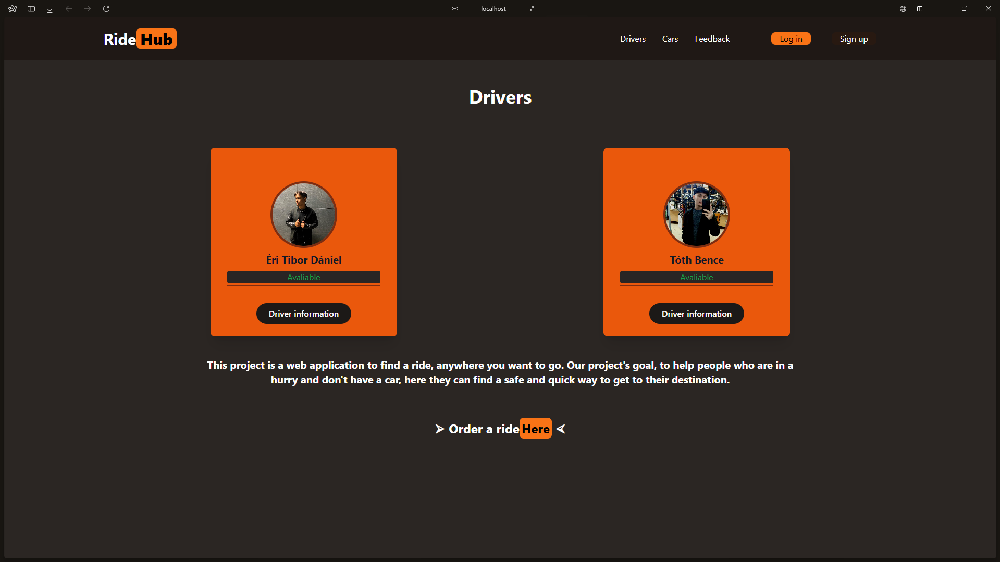 localhost
Ride Hub
Drivers Cars Feedback Log in Sign up
Drivers
Éri Tibor Dániel
Avaliable
Driver information
Tóth Bence
Avaliable
Driver information
This project is a web application to find a ride, anywhere you want to go. Our project's goal, to help people who are in a
hurry and don't have a car, here they can find a safe and quick way to get to their destination.
⮞ Order a ride Here ⮜